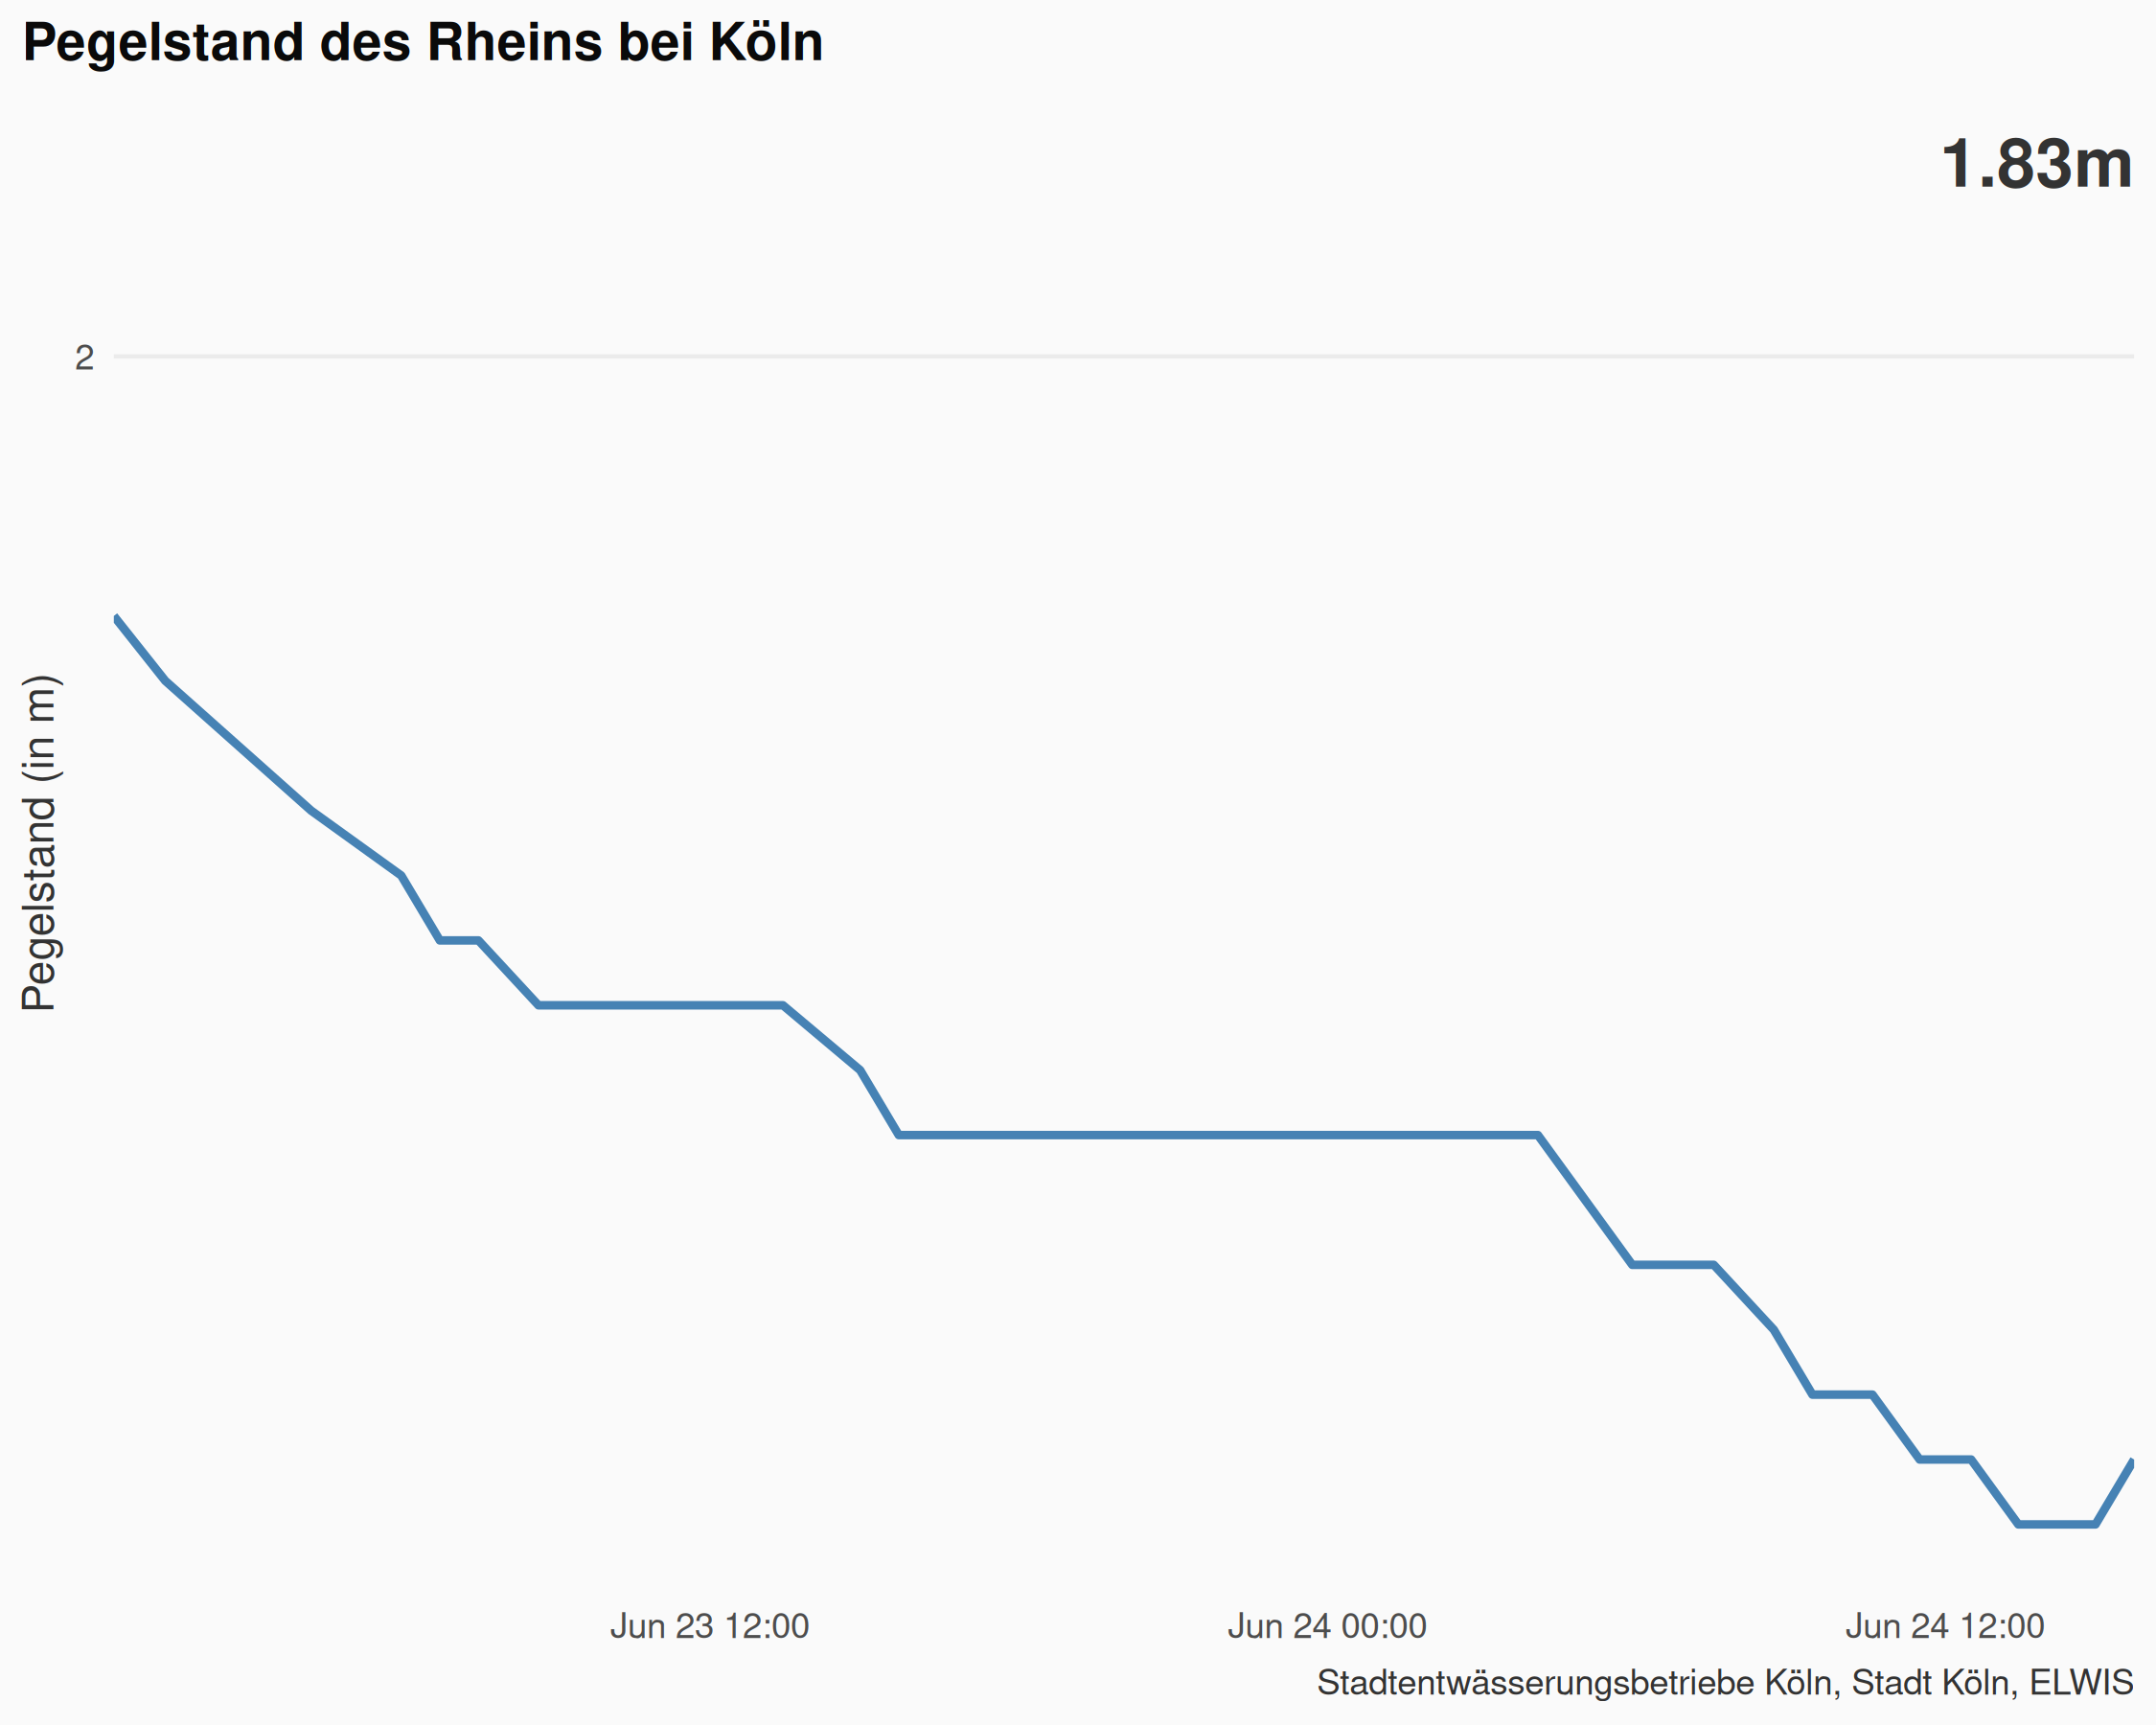 Pegelstand des Rheins bei Köln
1.83m
2
Pegelstand (in m)
Jun 23 12:00
Jun 24 00:00
Jun 24 12:00
Stadtentwässerungsbetriebe Köln, Stadt Köln, ELWIS